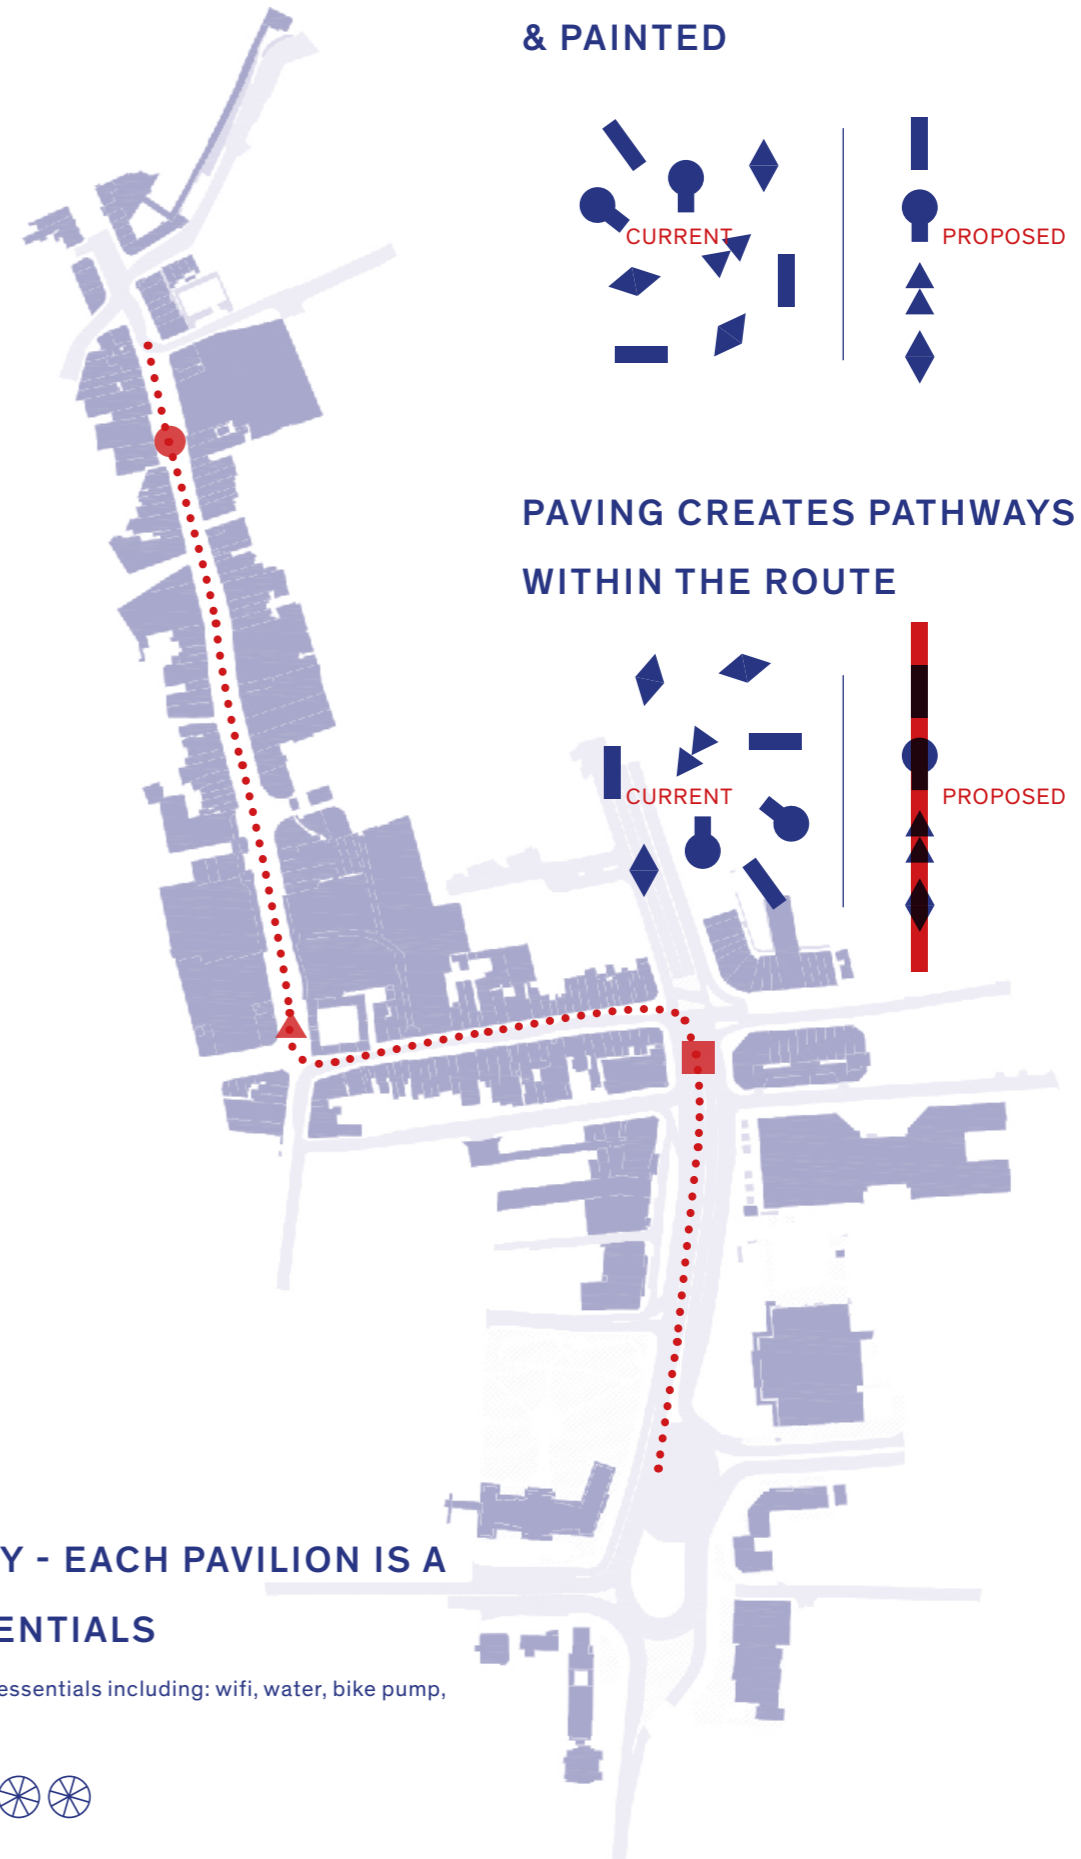 & PAINTED
CURRENT
PROPOSED
PAVING CREATES PATHWAYS
WITHIN THE ROUTE
CURRENT
PROPOSED
Y - EACH PAVILION IS A
ENTIALS
essentials including: wifi, water, bike pump,